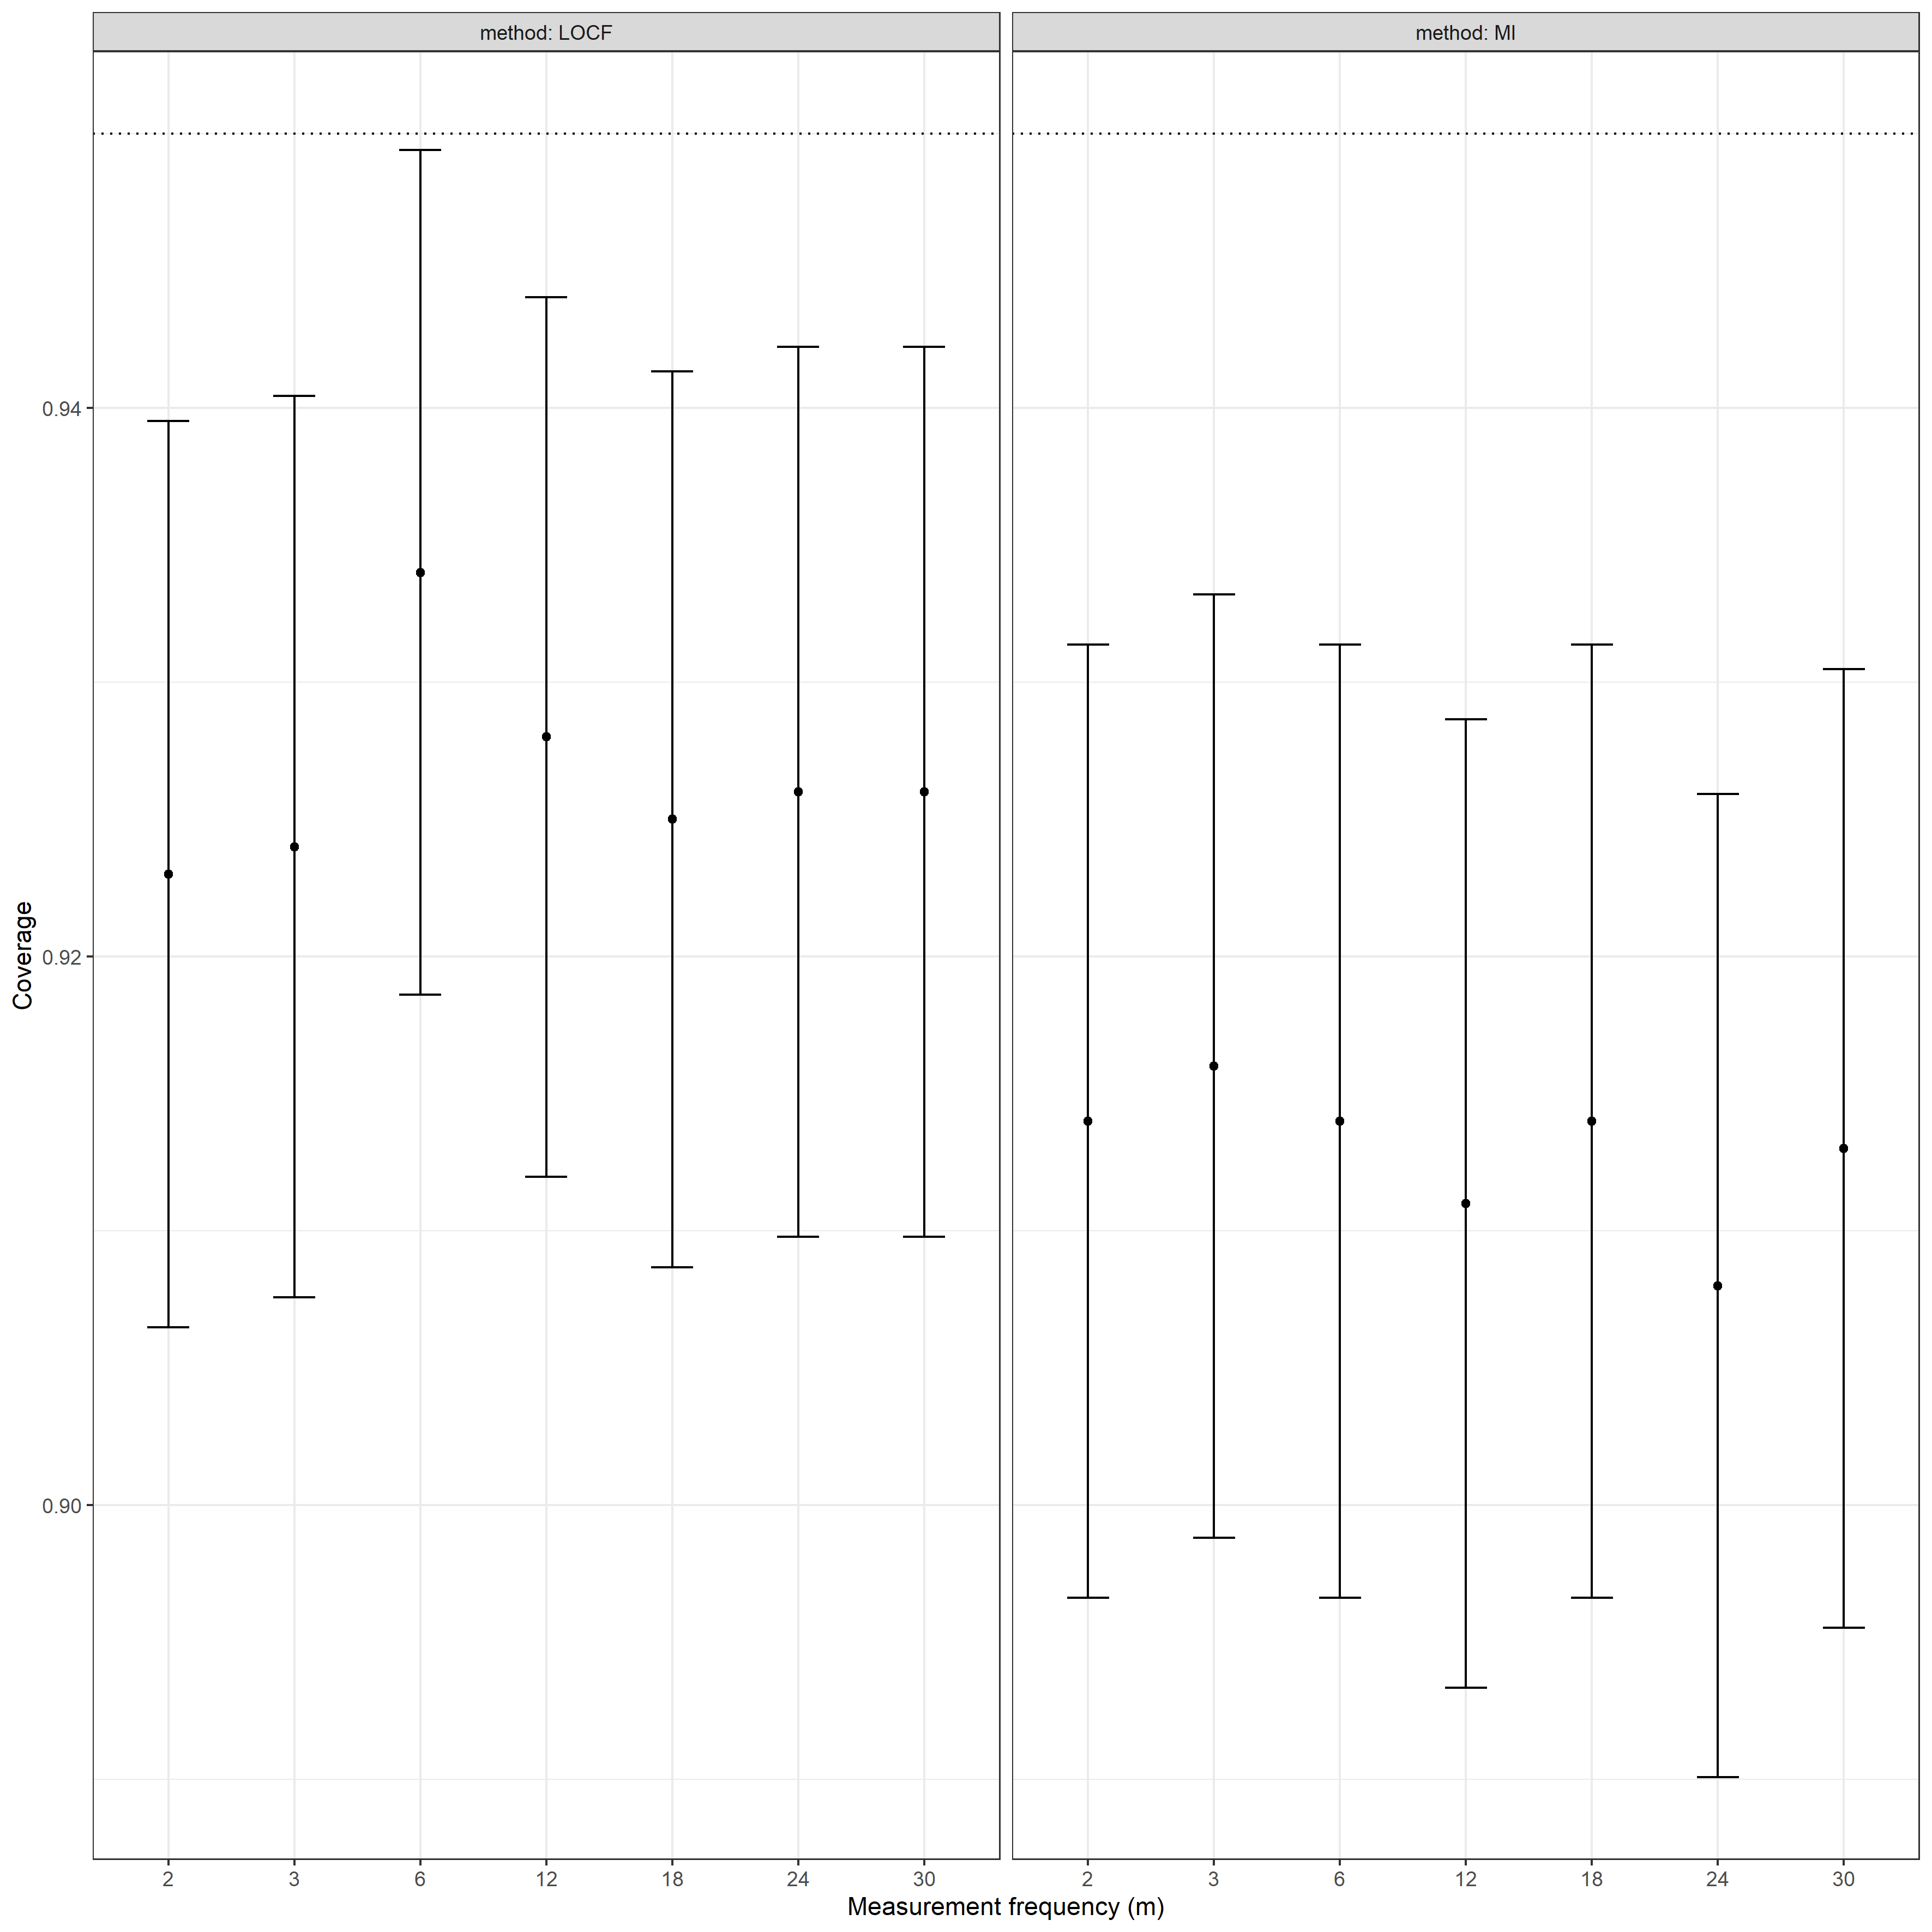 method: LOCF
method: MI
Coverage
0.94
0.92
0.90
2 3 6 12 18 24 30
2 3 6 12 18 24 30
Measurement frequency (m)